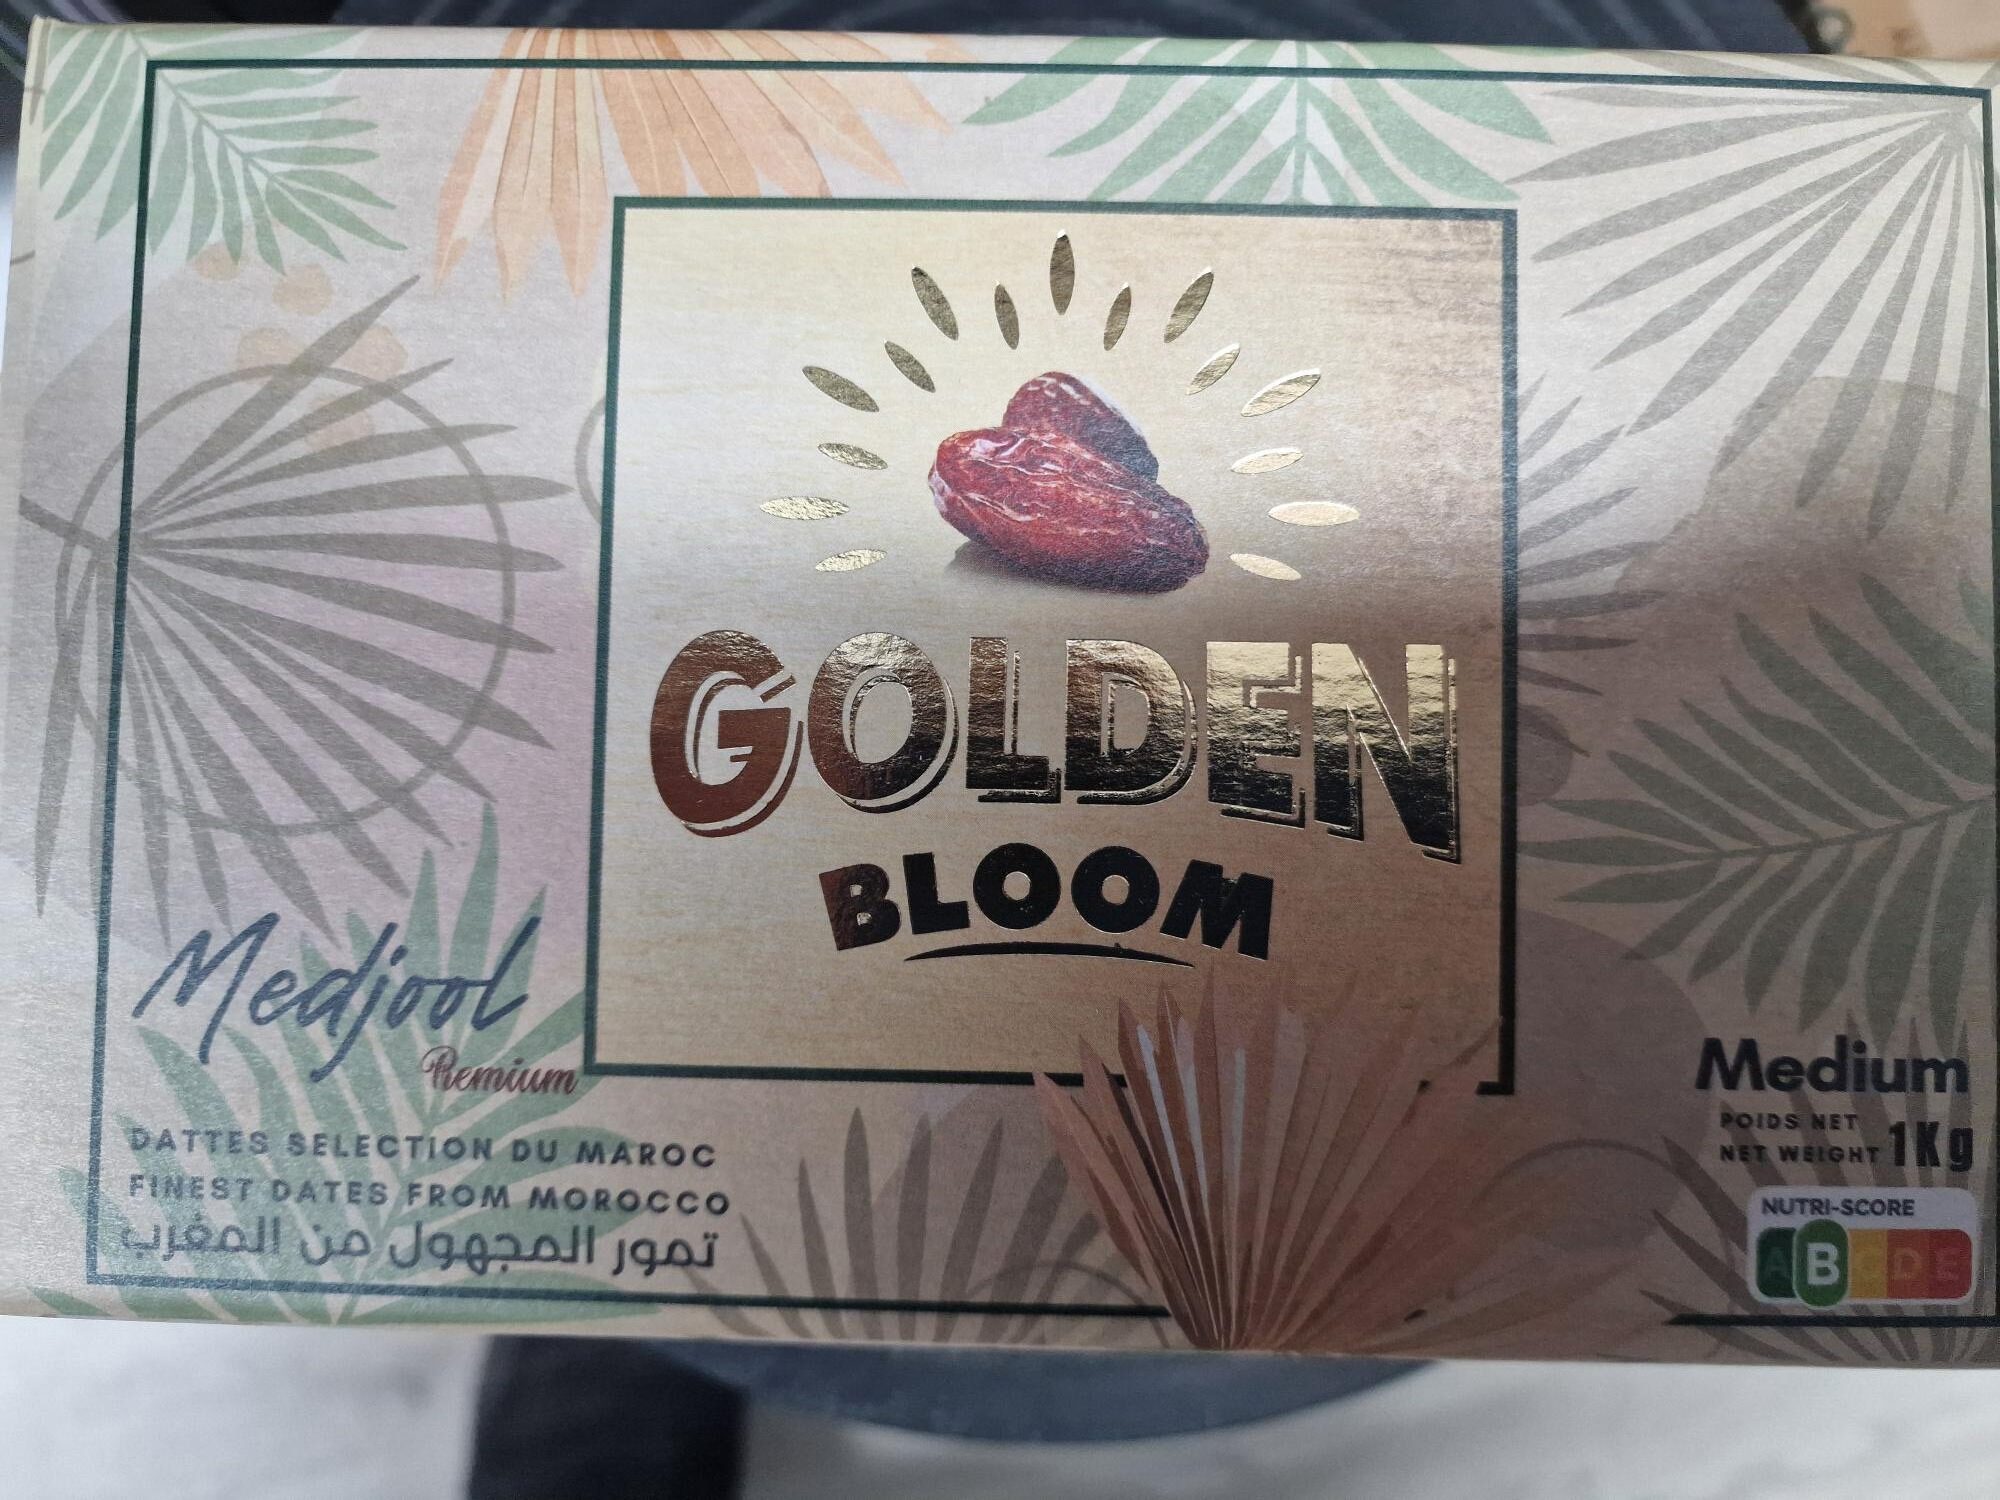 GOLDEN
BLOOM
Medjool
Premium
DATTES SELECTION DU MAROC
FINEST DATES FROM MOROCCO
تمور المجهول من المغرب
Medium
POIDS NET
NET WEIGHT 1Kg
NUTRI-SCORE
A B C D E